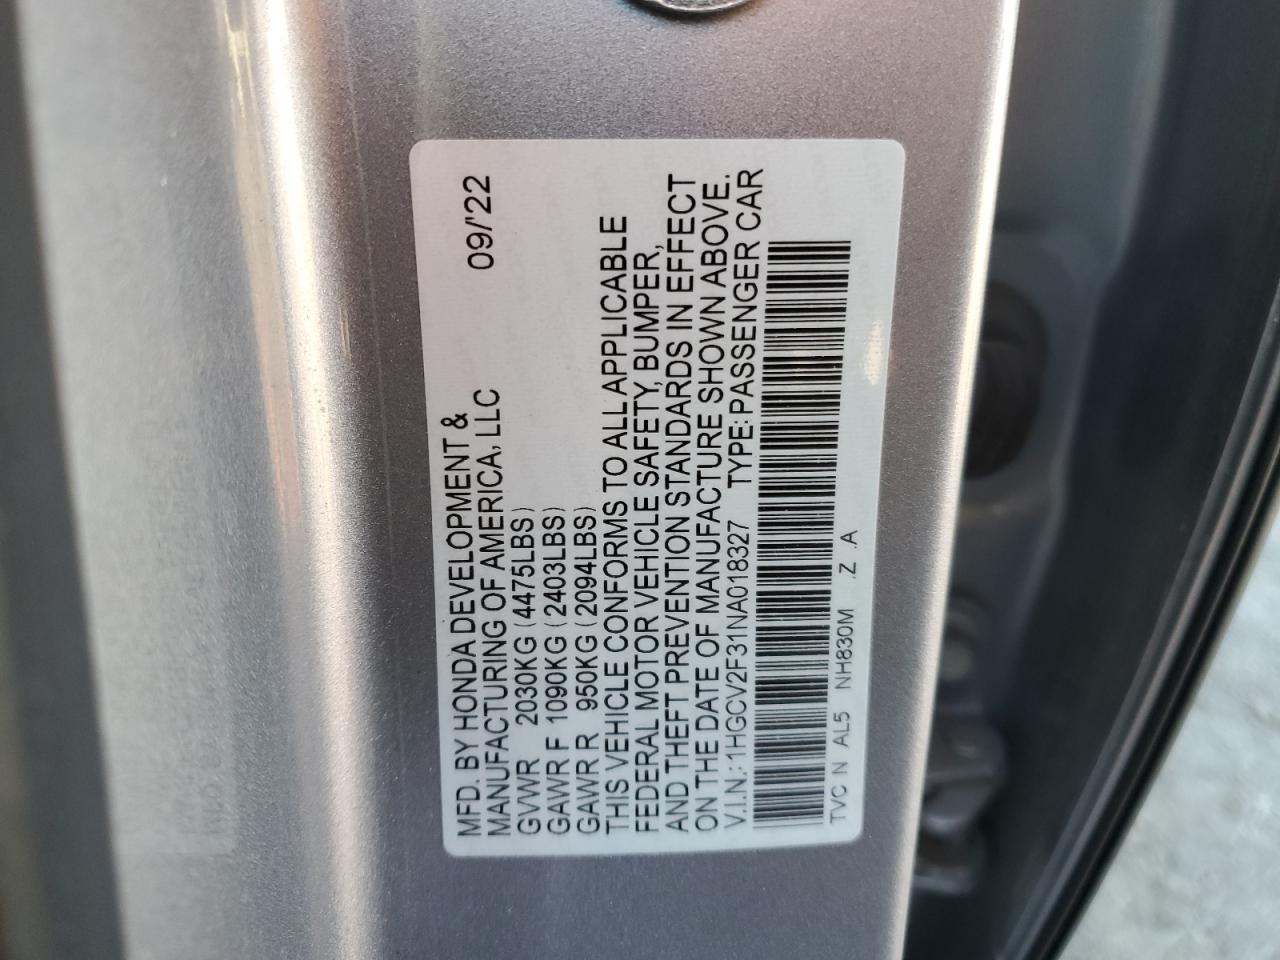 MFD. BY HONDA DEVELOPMENT &
MANUFACTURING OF AMERICA, LLC 09/'22
GVWR 2030KG (4475LBS)
GAWR F 1090KG (2403LBS)
GAWR R 950KG (2094LBS)
THIS VEHICLE CONFORMS TO ALL APPLICABLE
FEDERAL MOTOR VEHICLE SAFETY, BUMPER,
AND THEFT PREVENTION STANDARDS IN EFFECT
ON THE DATE OF MANUFACTURE SHOWN ABOVE.
V.I.N.: 1HGCV2F31NA018327 TYPE: PASSENGER CAR
TVC N AL5 NH830M .Z .A